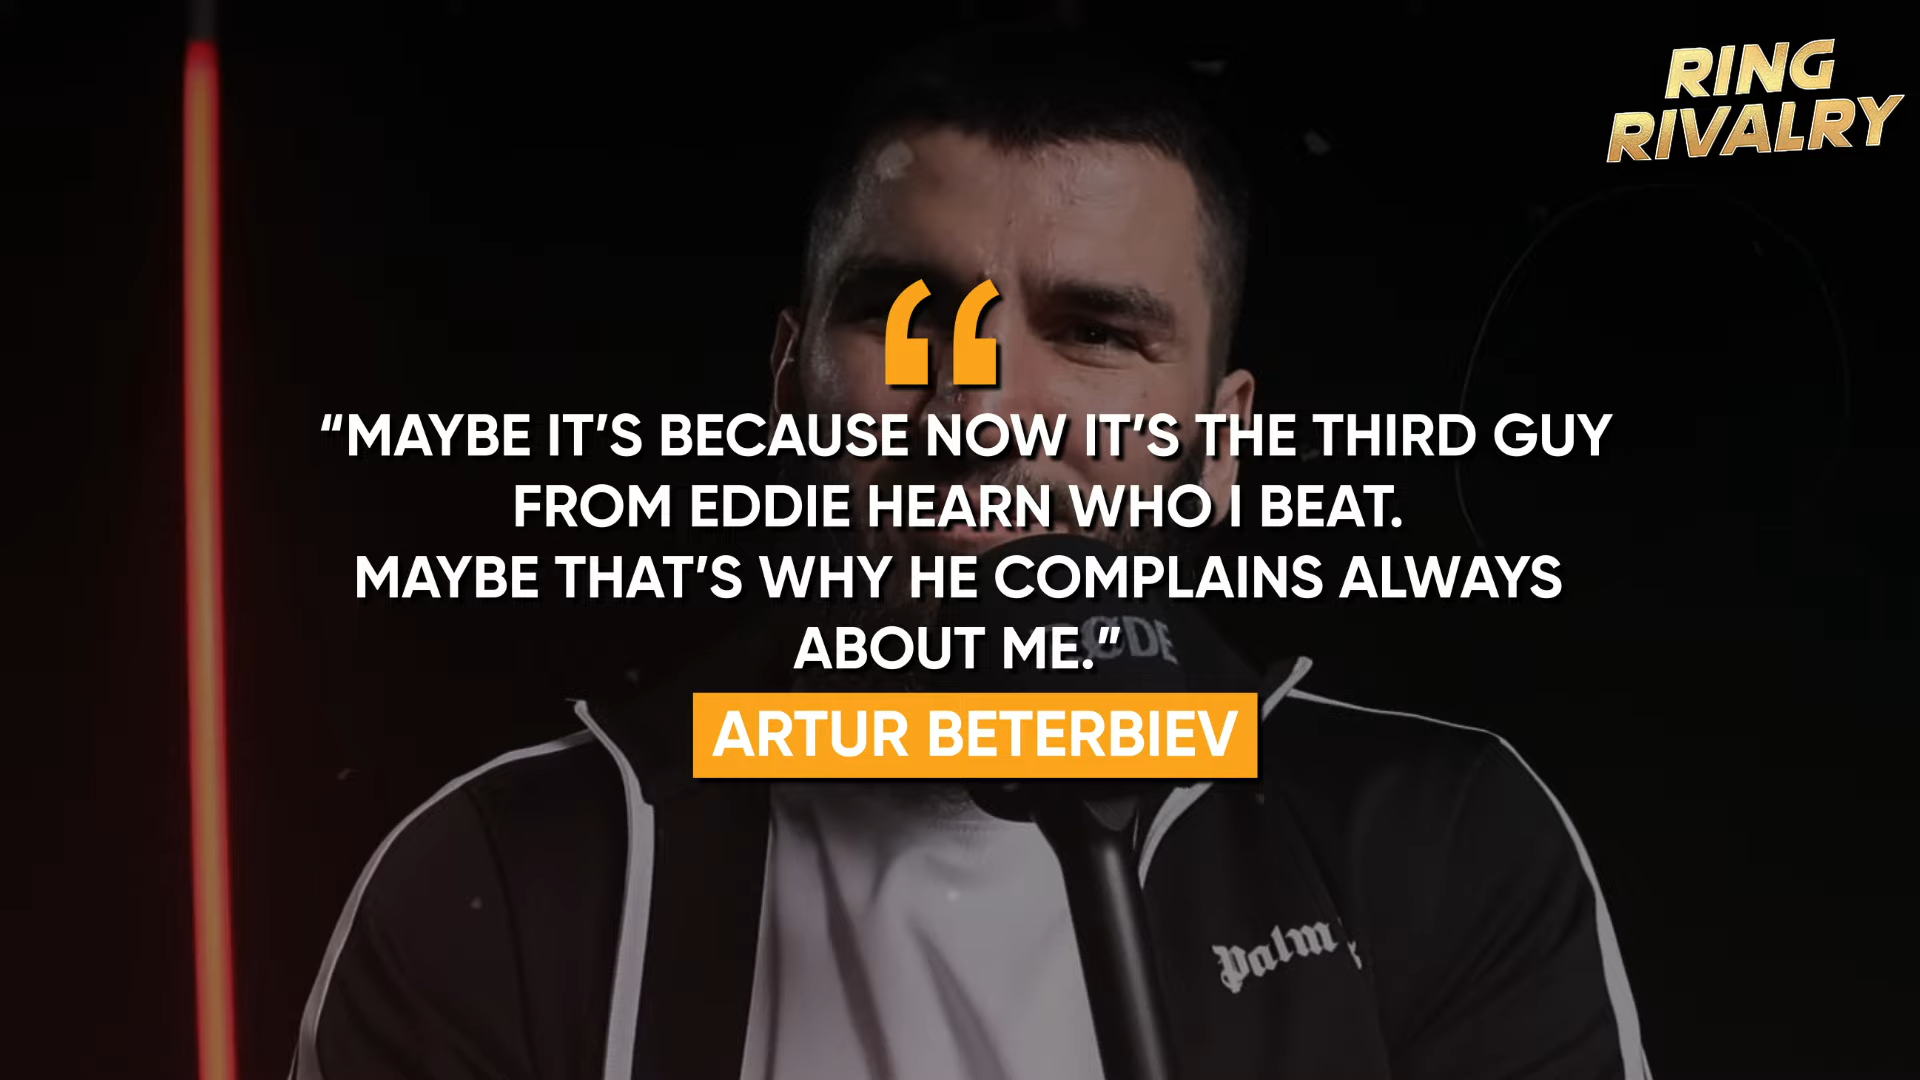 RING
RIVALRY
“MAYBE IT’S BECAUSE NOW IT’S THE THIRD GUY
FROM EDDIE HEARN WHO I BEAT.
MAYBE THAT’S WHY HE COMPLAINS ALWAYS
ABOUT ME.”
ARTUR BETERBIEV
Palm